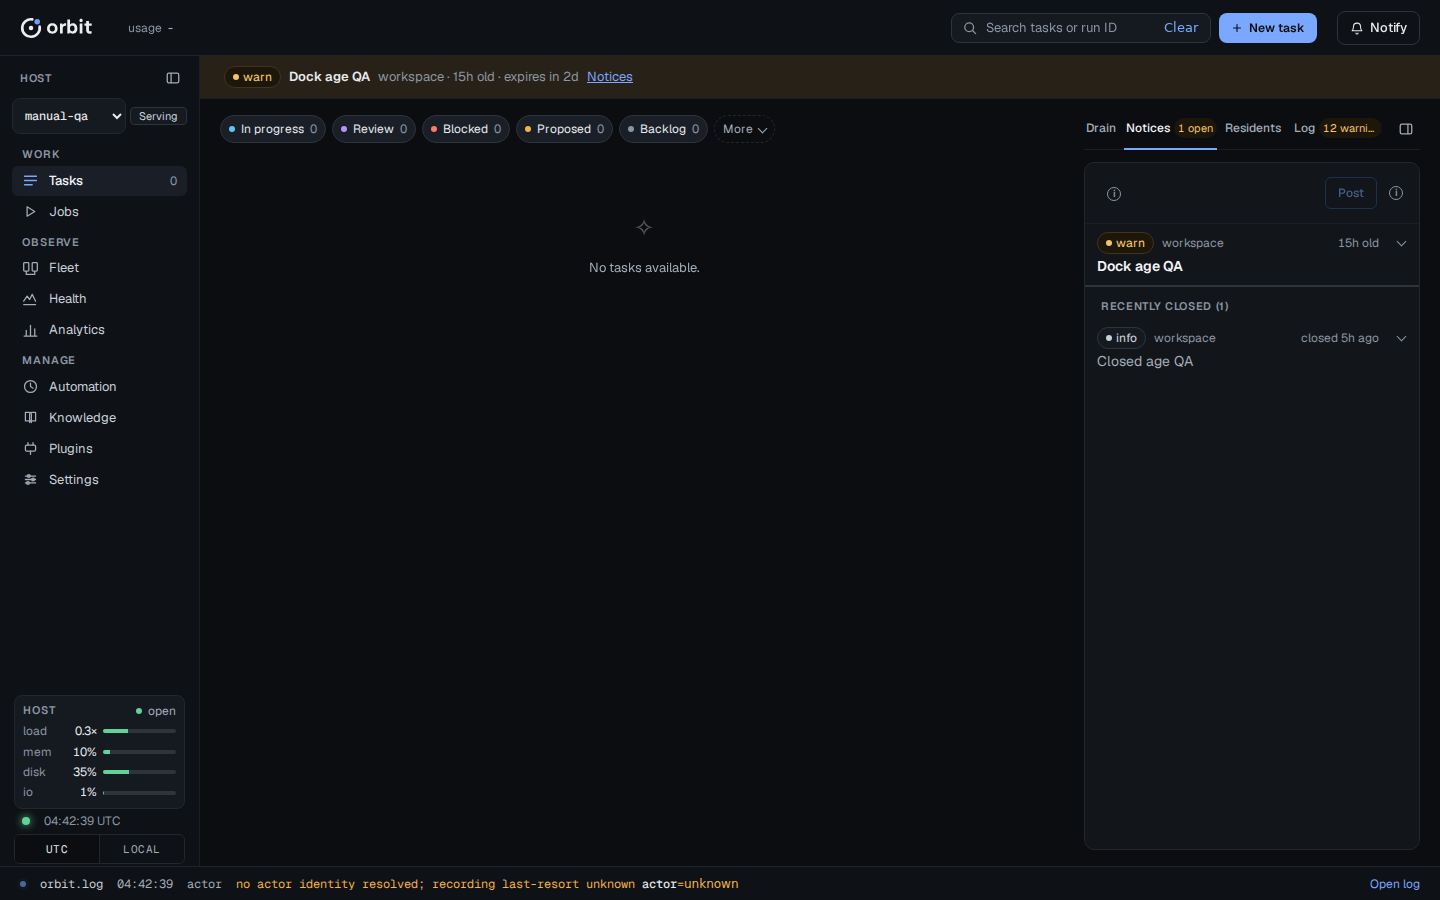 orbit
usage -
Search tasks or run ID
Clear
+ New task
Notify
HOST
manual-qa
Serving
WORK
Tasks 0
Jobs
OBSERVE
Fleet
Health
Analytics
MANAGE
Automation
Knowledge
Plugins
Settings
HOST
open
load 0.3×
mem 10%
disk 35%
io 1%
04:42:39 UTC
UTC
LOCAL
warn Dock age QA workspace · 15h old · expires in 2d Notices
In progress 0
Review 0
Blocked 0
Proposed 0
Backlog 0
More
No tasks available.
Drain
Notices 1 open
Residents
Log 12 warni…
Post
warn workspace 15h old
Dock age QA
RECENTLY CLOSED (1)
info workspace closed 5h ago
Closed age QA
orbit.log 04:42:39 actor no actor identity resolved; recording last-resort unknown actor=unknown
Open log